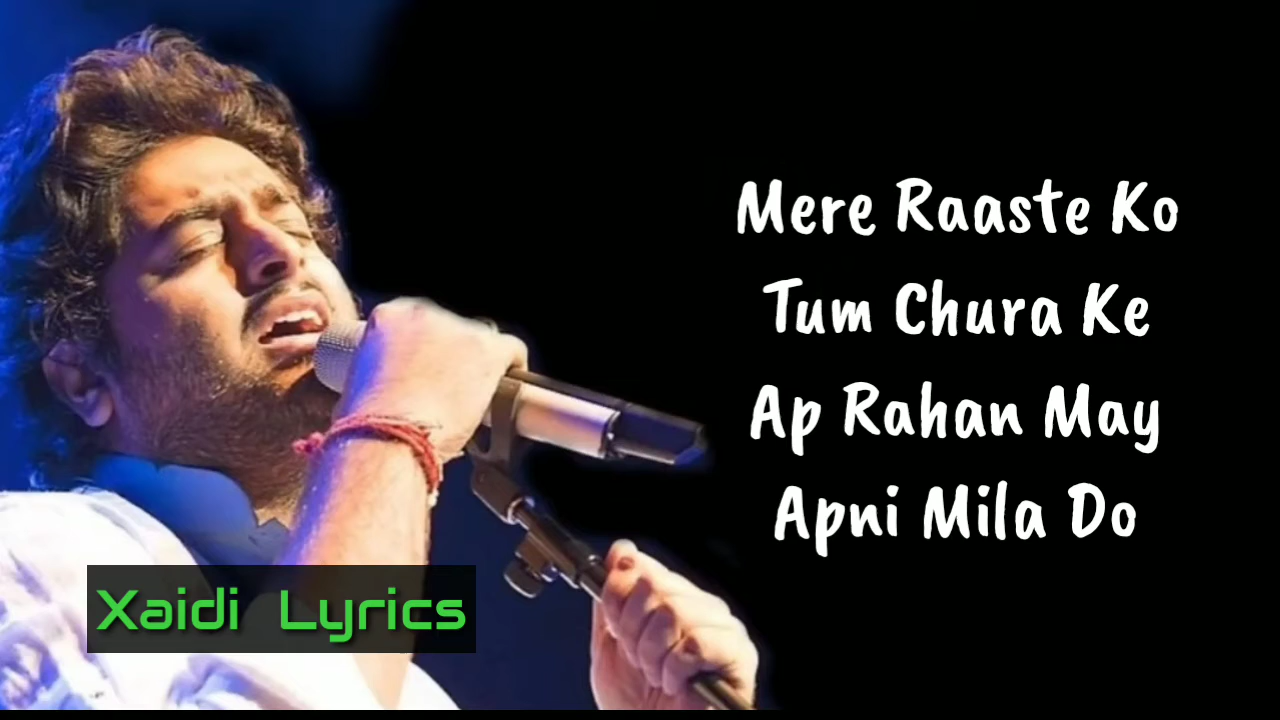 Mere Raaste Ko
Tum Chura Ke
Ap Rahan May
Apni Mila Do
Xaidi Lyrics